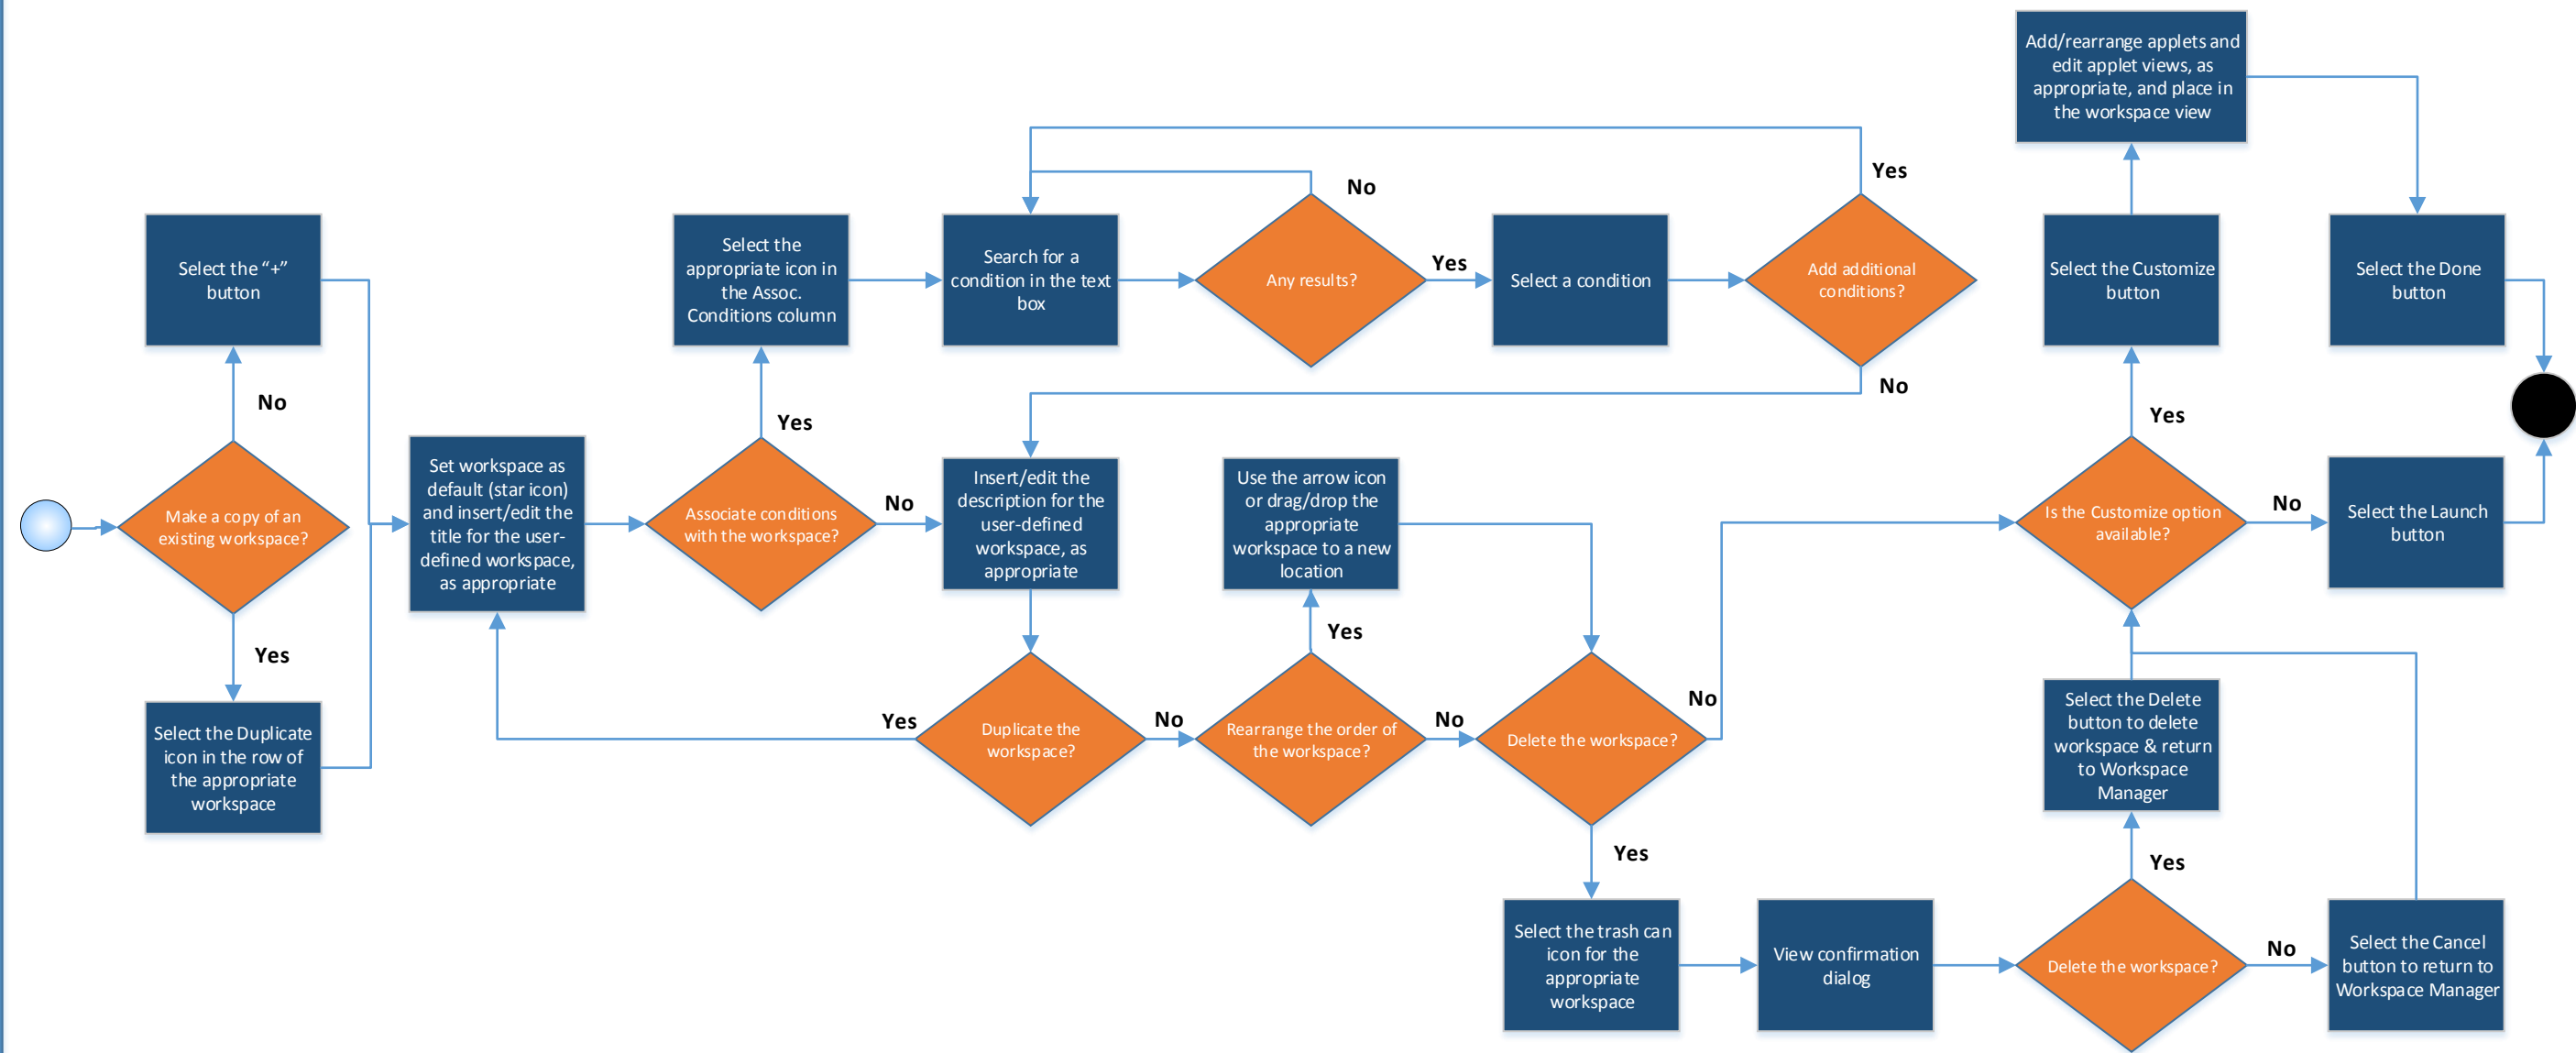 Select the “+”
button
No
Make a copy of an
existing workspace?
Yes
Select the Duplicate
icon in the row of
the appropriate
workspace
Set workspace as
default (star icon)
and insert/edit the
title for the user-
defined workspace,
as appropriate
Associate conditions
with the workspace?
Yes
No
Select the
appropriate icon in
the Assoc.
Conditions column
Search for a
condition in the text
box
Any results?
No
Yes
Select a condition
Add additional
conditions?
Yes
No
Insert/edit the
description for the
user-defined
workspace, as
appropriate
Duplicate the
workspace?
Yes
No
Rearrange the order of
the workspace?
Yes
No
Use the arrow icon
or drag/drop the
appropriate
workspace to a new
location
Delete the workspace?
No
Yes
Select the trash can
icon for the
appropriate
workspace
View confirmation
dialog
Delete the workspace?
Yes
No
Select the Delete
button to delete
workspace & return
to Workspace
Manager
Select the Cancel
button to return to
Workspace Manager
Is the Customize option
available?
Yes
No
Select the Launch
button
Select the Customize
button
Add/rearrange applets and
edit applet views, as
appropriate, and place in
the workspace view
Select the Done
button